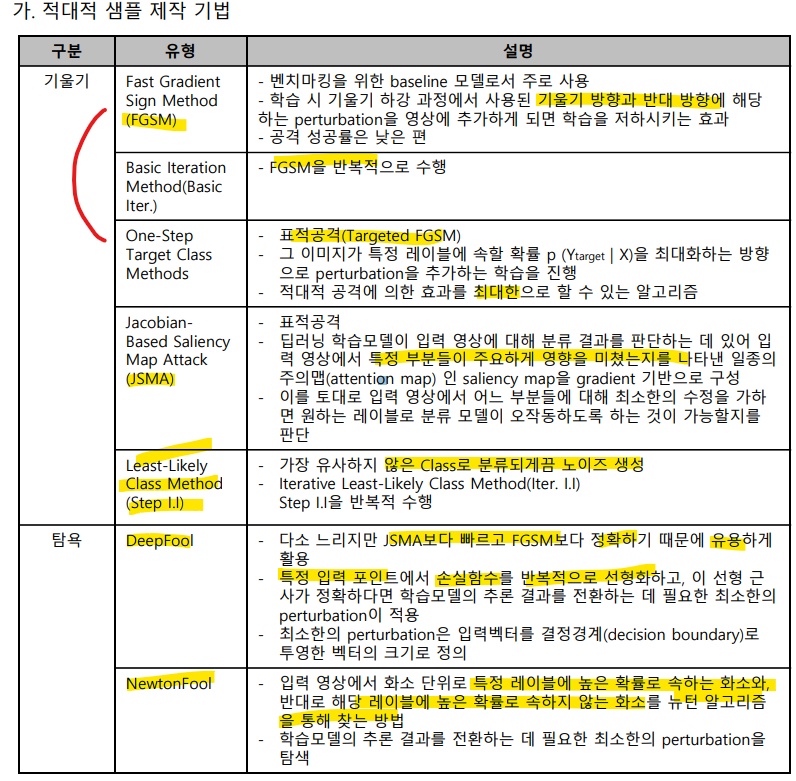 가. 적대적 샘플 제작 기법
구분
유형
설명
기울기
Fast Gradient
Sign Method
(FGSM)
- 벤치마킹을 위한 baseline 모델로서 주로 사용
- 학습 시 기울기 하강 과정에서 사용된 기울기 방향과 반대 방향에 해당
하는 perturbation을 영상에 추가하게 되면 학습을 저하시키는 효과
- 공격 성공률은 낮은 편
Basic Iteration
Method(Basic
Iter.)
- FGSM을 반복적으로 수행
One-Step
Target Class
Methods
- 표적공격(Targeted FGSM)
- 그 이미지가 특정 레이블에 속할 확률 p (Ytarget | X)을 최대화하는 방향
으로 perturbation을 추가하는 학습을 진행
- 적대적 공격에 의한 효과를 최대한으로 할 수 있는 알고리즘
Jacobian-
Based Saliency
Map Attack
(JSMA)
- 표적공격
- 딥러닝 학습모델이 입력 영상에 대해 분류 결과를 판단하는 데 있어 입
력 영상에서 특정 부분들이 주요하게 영향을 미쳤는지를 나타낸 일종의
주의맵(attention map) 인 saliency map을 gradient 기반으로 구성
- 이를 토대로 입력 영상에서 어느 부분들에 대해 최소한의 수정을 가하
면 원하는 레이블로 분류 모델이 오작동하도록 하는 것이 가능할지를
판단
Least-Likely
Class Method
(Step I.I)
- 가장 유사하지 않은 Class로 분류되게끔 노이즈 생성
- Iterative Least-Likely Class Method(Iter. I.I)
Step I.I을 반복적 수행
탐욕
DeepFool
- 다소 느리지만 JSMA보다 빠르고 FGSM보다 정확하기 때문에 유용하게
활용
- 특정 입력 포인트에서 손실함수를 반복적으로 선형화하고, 이 선형 근
사가 정확하다면 학습모델의 추론 결과를 전환하는 데 필요한 최소한의
perturbation이 적용
- 최소한의 perturbation은 입력벡터를 결정경계(decision boundary)로
투영한 벡터의 크기로 정의
NewtonFool
- 입력 영상에서 화소 단위로 특정 레이블에 높은 확률로 속하는 화소와,
반대로 해당 레이블에 높은 확률로 속하지 않는 화소를 뉴턴 알고리즘
을 통해 찾는 방법
- 학습모델의 추론 결과를 전환하는 데 필요한 최소한의 perturbation을
탐색